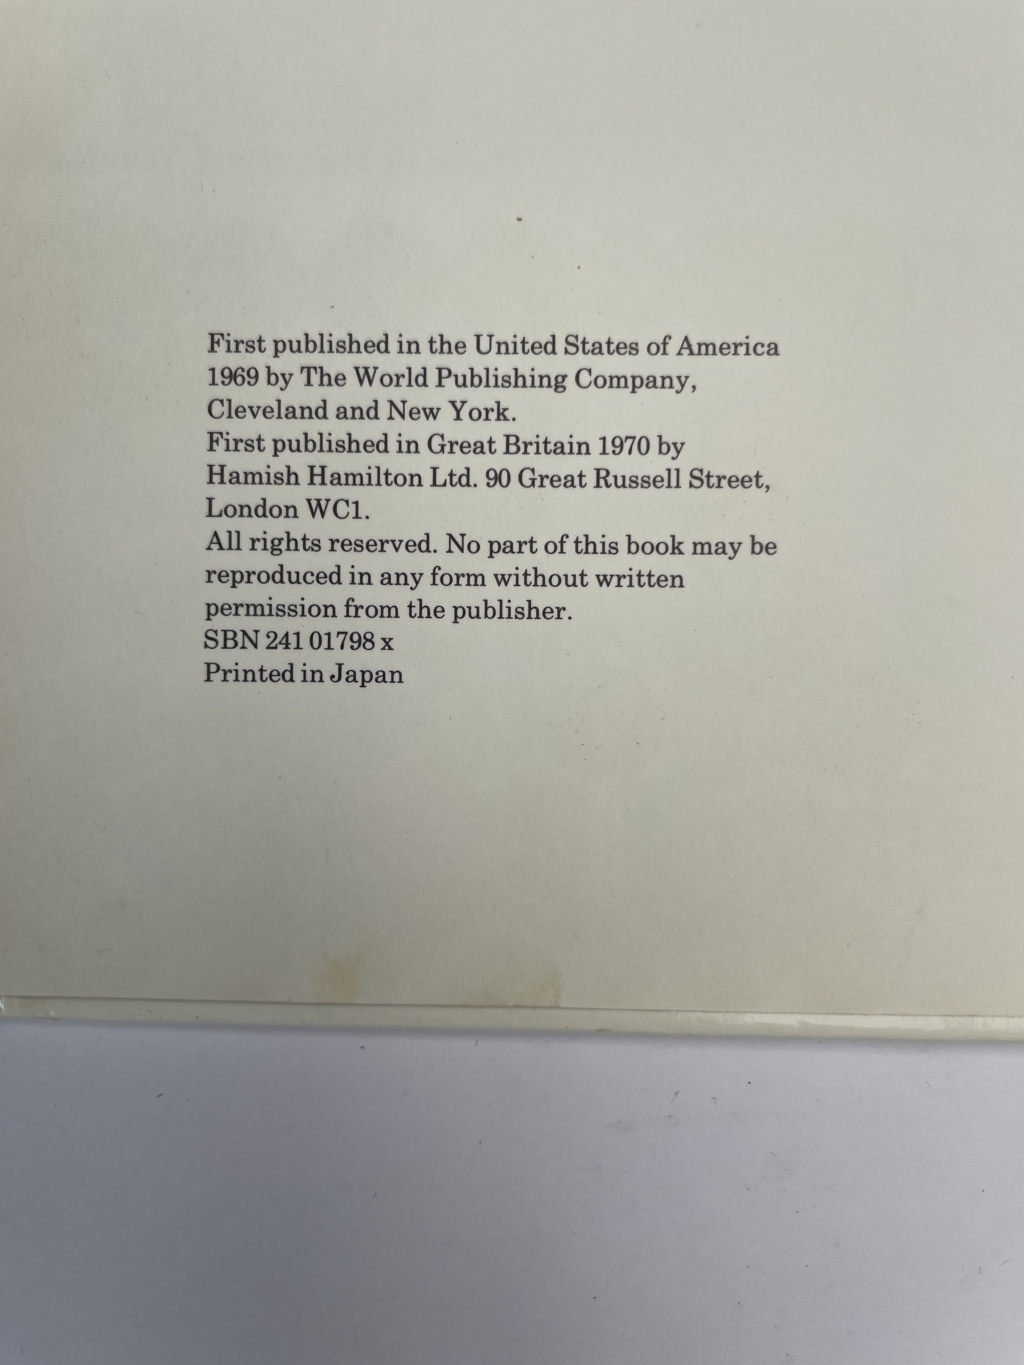 First published in the United States of America
1969 by The World Publishing Company,
Cleveland and New York.
First published in Great Britain 1970 by
Hamish Hamilton Ltd. 90 Great Russell Street,
London WC1.
All rights reserved. No part of this book may be
reproduced in any form without written
permission from the publisher.
SBN 241 01798 x
Printed in Japan